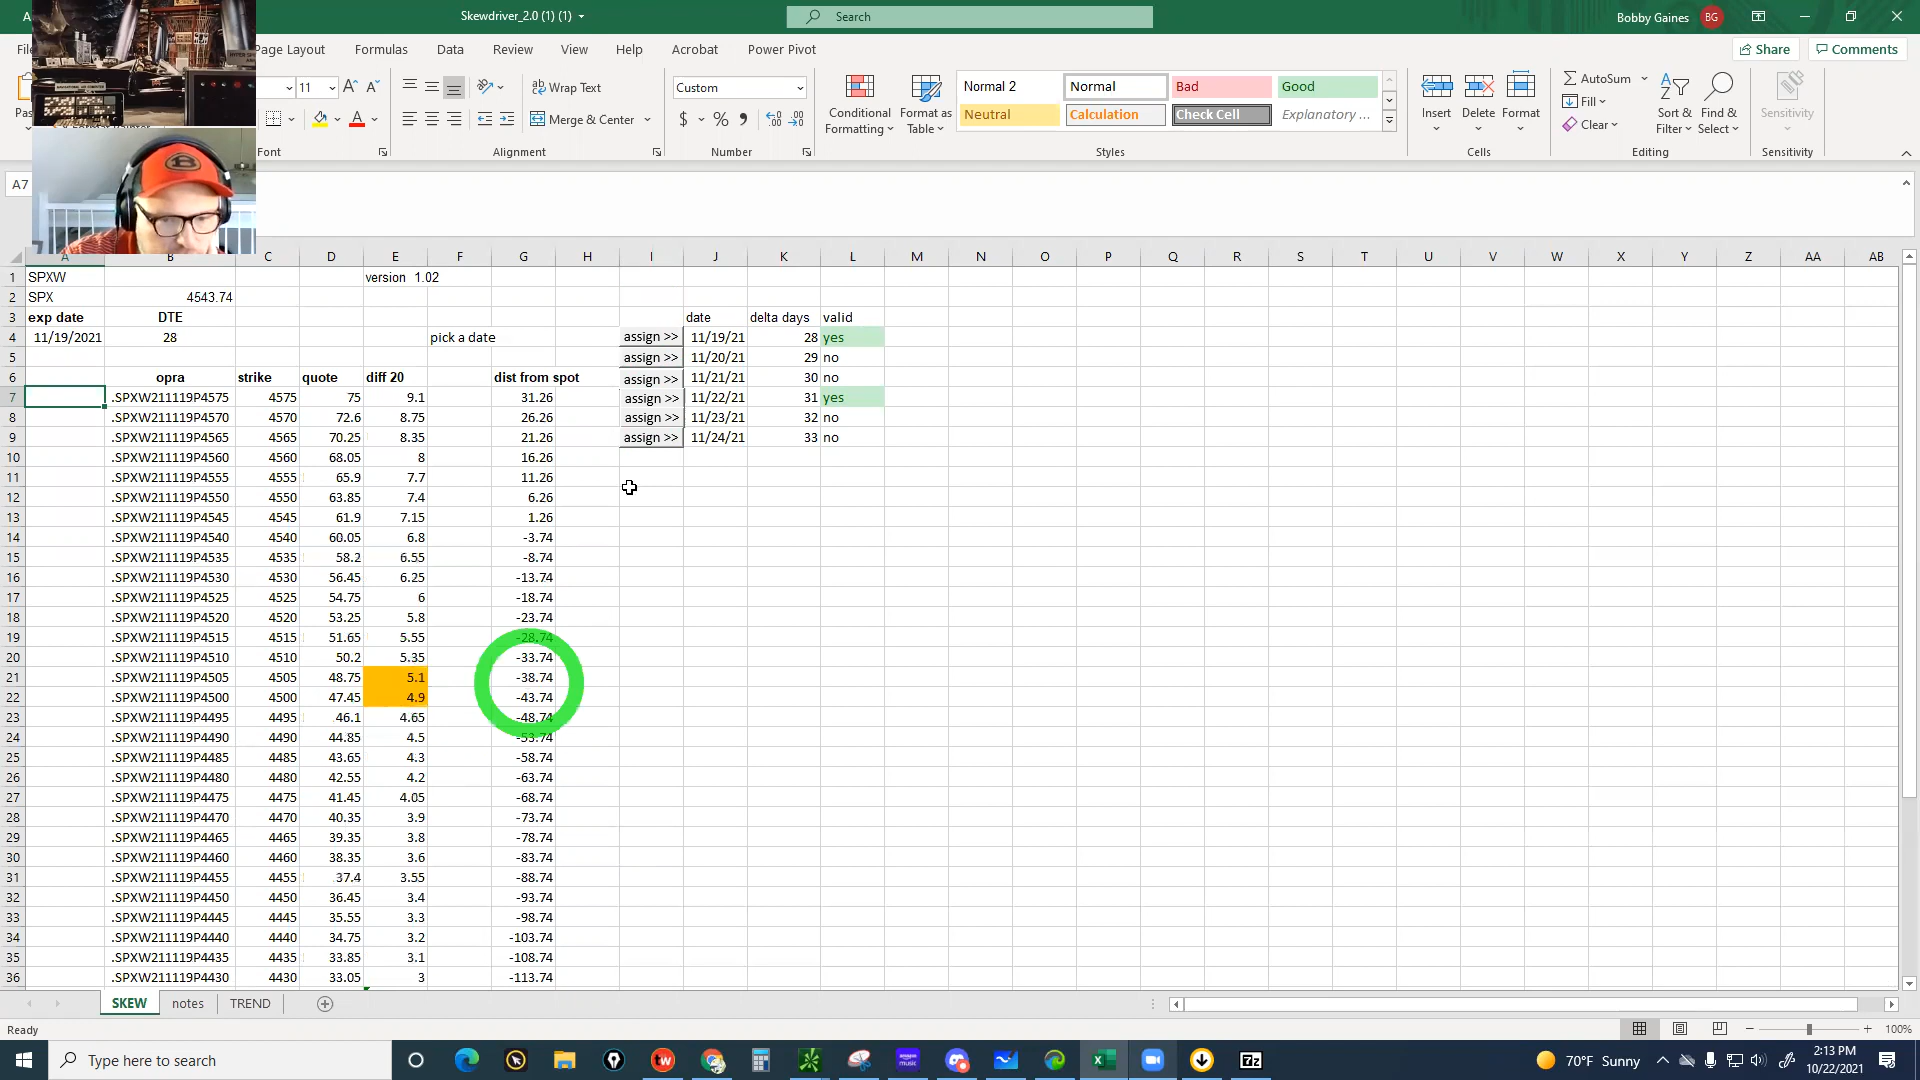 Skewdriver_2.0 (1) (1)
Search
Bobby Gaines
BG
Page Layout
Formulas
Data
Review
View
Help
Acrobat
Power Pivot
Share
Comments
11
Wrap Text
Merge & Center
Custom
Conditional Formatting
Format as Table
Normal 2
Normal
Bad
Good
Neutral
Calculation
Check Cell
Explanatory ...
Insert
Delete
Format
AutoSum
Fill
Clear
Sort & Filter
Find & Select
Sensitivity
Font
Alignment
Number
Styles
Cells
Editing
Sensitivity
A7
A B C D E F G H I J K L M N O P Q R S T U V W X Y Z AA AB
1 SPXW version 1.02
2 SPX 4543.74
3 exp date DTE date delta days valid
4 11/19/2021 28 pick a date assign >> 11/19/21 28 yes
5 assign >> 11/20/21 29 no
6 opra strike quote diff 20 dist from spot assign >> 11/21/21 30 no
7 .SPXW211119P4575 4575 75 9.1 31.26 assign >> 11/22/21 31 yes
8 .SPXW211119P4570 4570 72.6 8.75 26.26 assign >> 11/23/21 32 no
9 .SPXW211119P4565 4565 70.25 8.35 21.26 assign >> 11/24/21 33 no
10 .SPXW211119P4560 4560 68.05 8 16.26
11 .SPXW211119P4555 4555 65.9 7.7 11.26
12 .SPXW211119P4550 4550 63.85 7.4 6.26
13 .SPXW211119P4545 4545 61.9 7.15 1.26
14 .SPXW211119P4540 4540 60.05 6.8 -3.74
15 .SPXW211119P4535 4535 58.2 6.55 -8.74
16 .SPXW211119P4530 4530 56.45 6.25 -13.74
17 .SPXW211119P4525 4525 54.75 6 -18.74
18 .SPXW211119P4520 4520 53.25 5.8 -23.74
19 .SPXW211119P4515 4515 51.65 5.55 -28.74
20 .SPXW211119P4510 4510 50.2 5.35 -33.74
21 .SPXW211119P4505 4505 48.75 5.1 -38.74
22 .SPXW211119P4500 4500 47.45 4.9 -43.74
23 .SPXW211119P4495 4495 46.1 4.65 -48.74
24 .SPXW211119P4490 4490 44.85 4.5 -53.74
25 .SPXW211119P4485 4485 43.65 4.3 -58.74
26 .SPXW211119P4480 4480 42.55 4.2 -63.74
27 .SPXW211119P4475 4475 41.45 4.05 -68.74
28 .SPXW211119P4470 4470 40.35 3.9 -73.74
29 .SPXW211119P4465 4465 39.35 3.8 -78.74
30 .SPXW211119P4460 4460 38.35 3.6 -83.74
31 .SPXW211119P4455 4455 37.4 3.55 -88.74
32 .SPXW211119P4450 4450 36.45 3.4 -93.74
33 .SPXW211119P4445 4445 35.55 3.3 -98.74
34 .SPXW211119P4440 4440 34.75 3.2 -103.74
35 .SPXW211119P4435 4435 33.85 3.1 -108.74
36 .SPXW211119P4430 4430 33.05 3 -113.74
SKEW
notes
TREND
Ready
100%
Type here to search
70°F Sunny
2:13 PM
10/22/2021